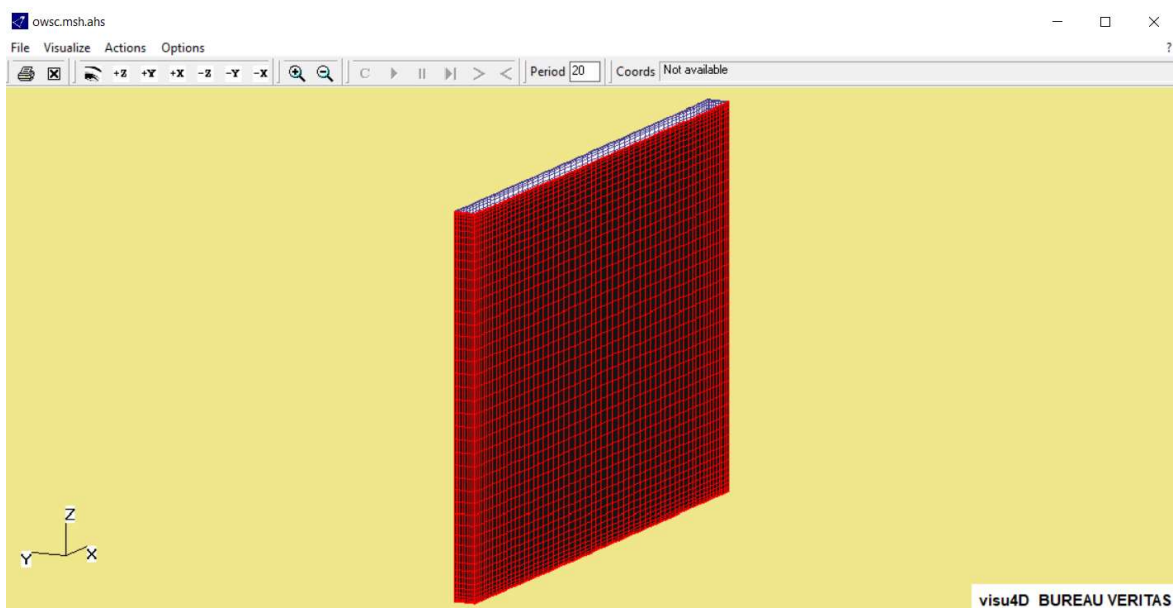 owsc.msh.ahs
File Visualize Actions Options ?
+Z +Y +X -Z -Y -X C Period 20 Coords Not available
Z
Y X
visu4D BUREAU VERITAS